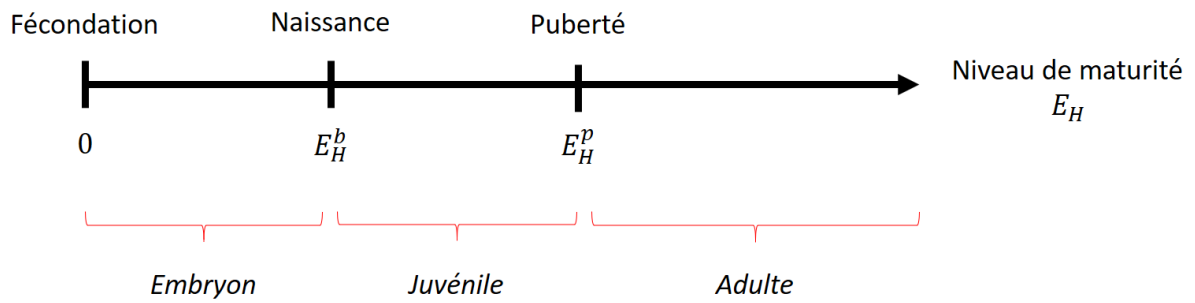 Fécondation
Naissance
Puberté
Niveau de maturité
$E_H$
0
$E_H^b$
$E_H^p$
Embryon
Juvénile
Adulte